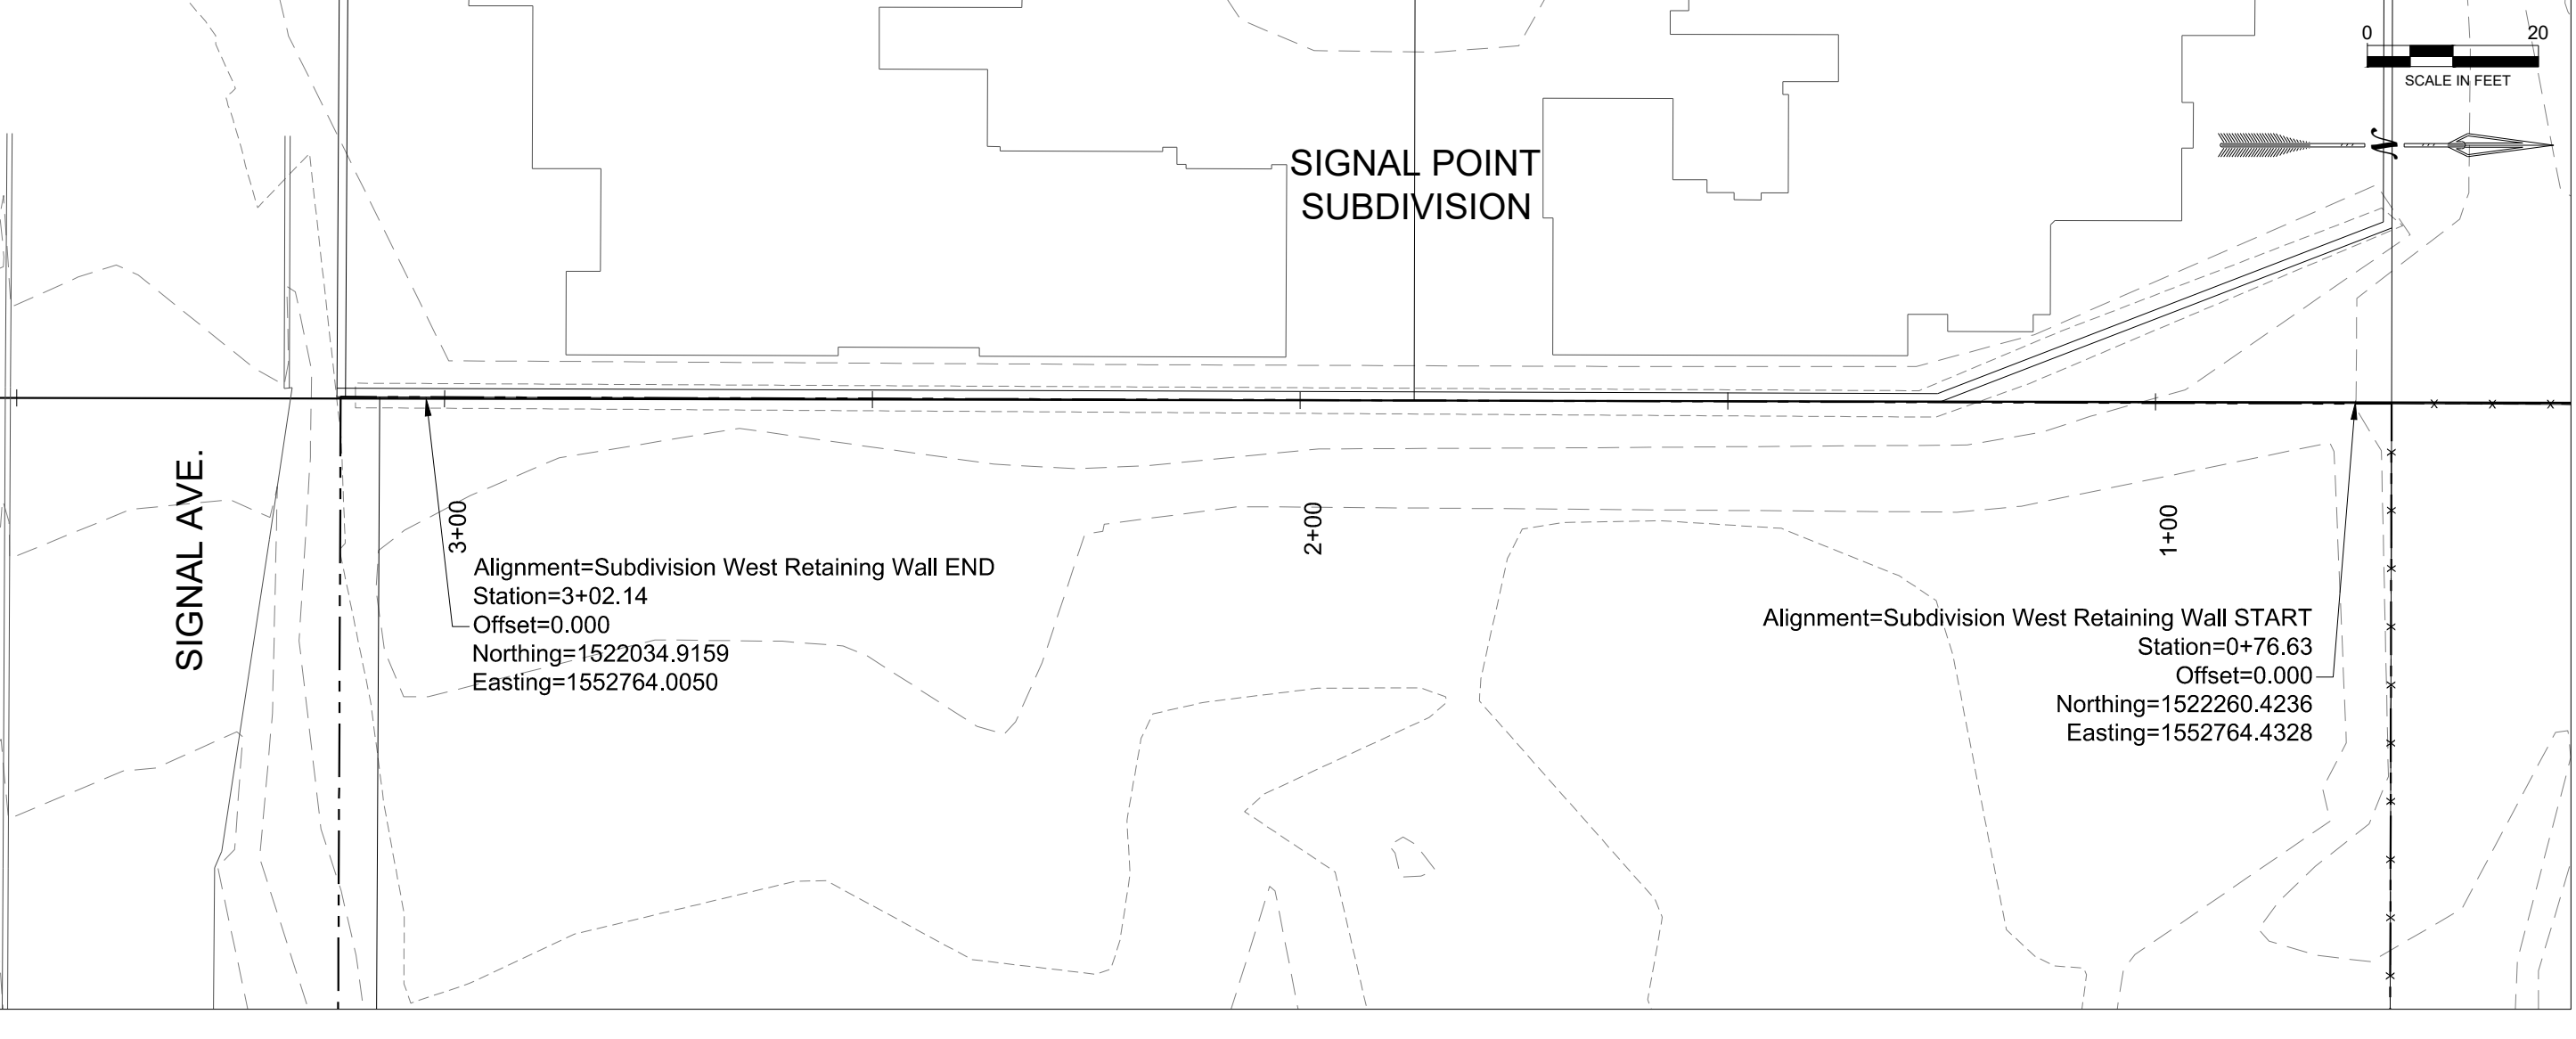 0 20
SCALE IN FEET
N
SIGNAL POINT
SUBDIVISION
SIGNAL AVE.
3+00
2+00
1+00
Alignment=Subdivision West Retaining Wall END
Station=3+02.14
Offset=0.000
Northing=1522034.9159
Easting=1552764.0050
Alignment=Subdivision West Retaining Wall START
Station=0+76.63
Offset=0.000
Northing=1522260.4236
Easting=1552764.4328